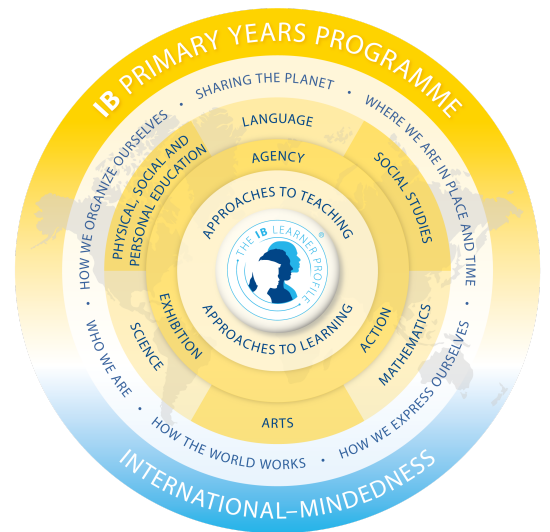 IB PRIMARY YEARS PROGRAMME
SHARING THE PLANET
•
WHERE WE ARE IN PLACE AND TIME
•
HOW WE EXPRESS OURSELVES
•
HOW THE WORLD WORKS
•
WHO WE ARE
•
HOW WE ORGANIZE OURSELVES
•
LANGUAGE
SOCIAL STUDIES
MATHEMATICS
ARTS
SCIENCE
PHYSICAL, SOCIAL AND
PERSONAL EDUCATION
AGENCY
ACTION
EXHIBITION
APPROACHES TO TEACHING
APPROACHES TO LEARNING
THE IB LEARNER PROFILE
®
INTERNATIONAL–MINDEDNESS